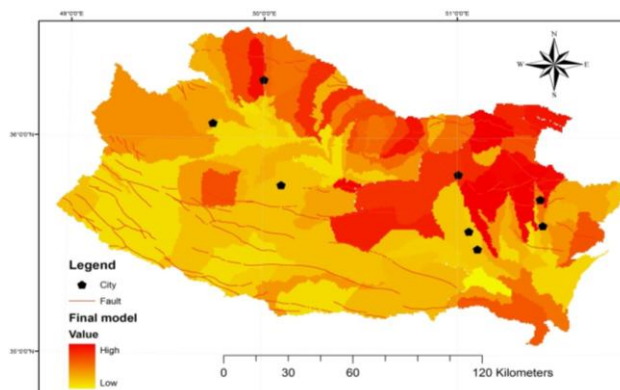 49°0'0"E 50°0'0"E 51°0'0"E
N
W E
S
36°0'0"N
Legend
City
Fault
Final model
Value
High
Low
35°0'0"N
0 30 60 120 Kilometers